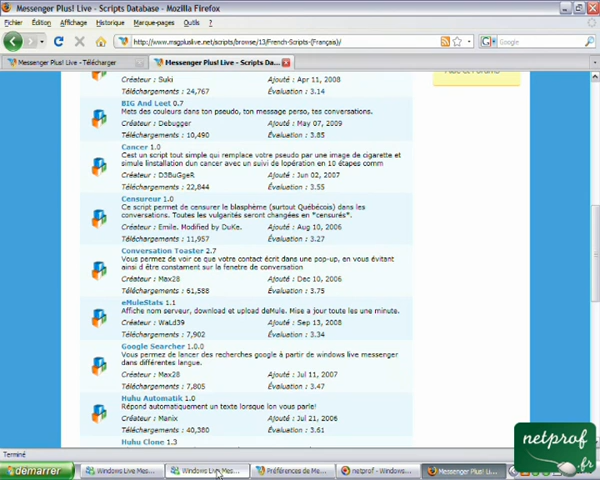 Messenger Plus! Live - Scripts Database - Mozilla Firefox
Fichier Édition Affichage Historique Marque-pages Outils ?
http://www.msgpluslive.net/scripts/browse/13/French-Scripts-(Français)/
Google
Messenger Plus! Live - Télécharger
Messenger Plus! Live - Scripts Da...
Créateur : Suki Ajouté : Apr 11, 2008
Téléchargements : 24,767 Évaluation : 3.14
BIG And Leet 0.7
Mets des couleurs dans ton pseudo, ton message perso, tes conversations.
Créateur : Debugger Ajouté : May 07, 2009
Téléchargements : 10,490 Évaluation : 3.85
Cancer 1.0
Cest un script tout simple qui remplace votre pseudo par une image de cigarette et
simule linstallation dun cancer avec un suivi de lopération en 10 étapes comm
Créateur : D3BuGgeR Ajouté : Jun 02, 2007
Téléchargements : 22,844 Évaluation : 3.55
Censureur 1.0
Ce script permet de censurer le blasphème (surtout Québécois) dans les
conversations. Toutes les vulgarités seront changées en *censurés*.
Créateur : Emile. Modified by DuKe. Ajouté : Aug 10, 2006
Téléchargements : 11,957 Évaluation : 3.27
Conversation Toaster 2.7
Vous permez de voir ce que votre contact écrit dans une pop-up, en vous évitant
ainsi d être constament sur la fenetre de conversation
Créateur : Max28 Ajouté : Dec 10, 2006
Téléchargements : 61,588 Évaluation : 3.75
eMuleStats 1.1
Affiche nom serveur, download et upload deMule. Mise a jour toute les une minute.
Créateur : WaLd39 Ajouté : Sep 13, 2008
Téléchargements : 7,902 Évaluation : 3.34
Google Searcher 1.0.0
Vous permez de lancer des recherches google à partir de windows live messenger
dans différentes langue.
Créateur : Max28 Ajouté : Jul 11, 2007
Téléchargements : 7,805 Évaluation : 3.47
Huhu Automatik 1.0
Répond automatiquement un texte lorsque lon vous parle!
Créateur : Manix Ajouté : Jul 21, 2006
Téléchargements : 40,380 Évaluation : 3.61
Huhu Clone 1.3
Terminé
démarrer
Windows Live Mes...
Windows Live Mes...
Préférences de Me...
netprof - Windows...
Messenger Plus! Li...
netprof
.fr